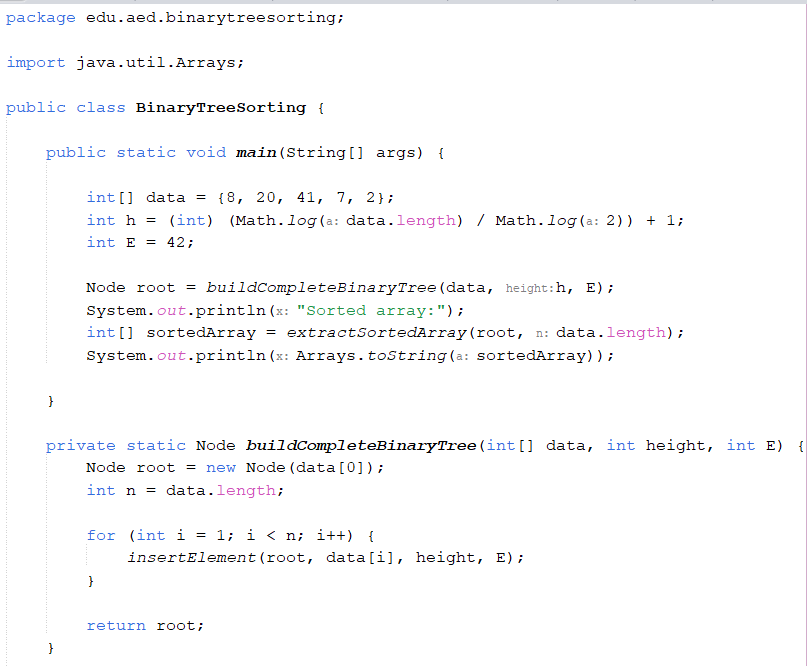 package edu.aed.binarytreesorting;
import java.util.Arrays;
public class BinaryTreeSorting {
public static void main(String[] args) {
int[] data = {8, 20, 41, 7, 2};
int h = (int) (Math.log(a: data.length) / Math.log(a: 2)) + 1;
int E = 42;
Node root = buildCompleteBinaryTree(data, height:h, E);
System.out.println(x: "Sorted array:");
int[] sortedArray = extractSortedArray(root, n: data.length);
System.out.println(x: Arrays.toString(a: sortedArray));
}
private static Node buildCompleteBinaryTree(int[] data, int height, int E) {
Node root = new Node(data[0]);
int n = data.length;
for (int i = 1; i < n; i++) {
insertElement(root, data[i], height, E);
}
return root;
}